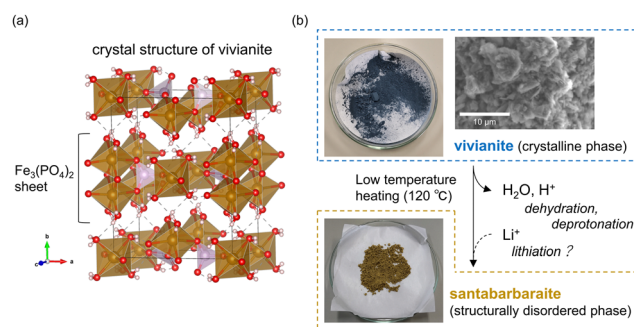 (a)
crystal structure of vivianite
Fe3(PO4)2
sheet
b
c
a
(b)
10 μm
vivianite (crystalline phase)
Low temperature
heating (120 ℃)
H2O, H+
dehydration,
deprotonation
Li+
lithiation ?
santabarbaraite
(structurally disordered phase)